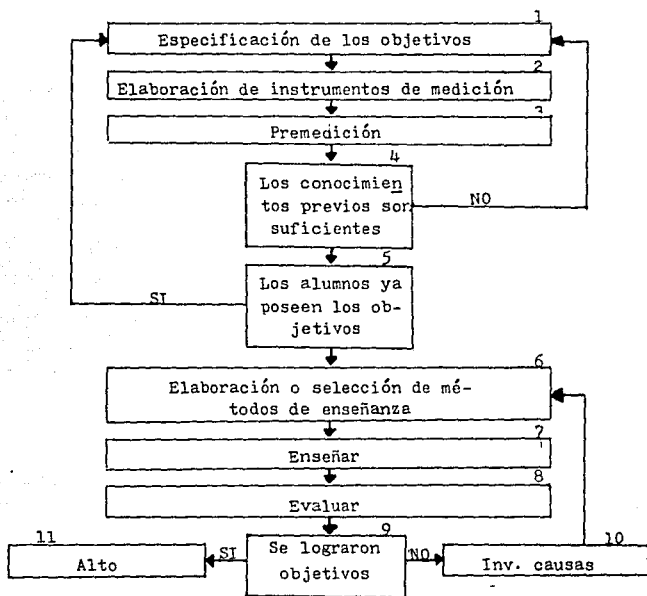 1
Especificación de los objetivos
2
Elaboración de instrumentos de medición
3
Premedición
4
Los conocimien
tos previos son
suficientes
NO
5
Los alumnos ya
poseen los ob-
jetivos
SI
6
Elaboración o selección de mé-
todos de enseñanza
7
Enseñar
8
Evaluar
9
Se lograron
objetivos
SI
NO
11
Alto
10
Inv. causas